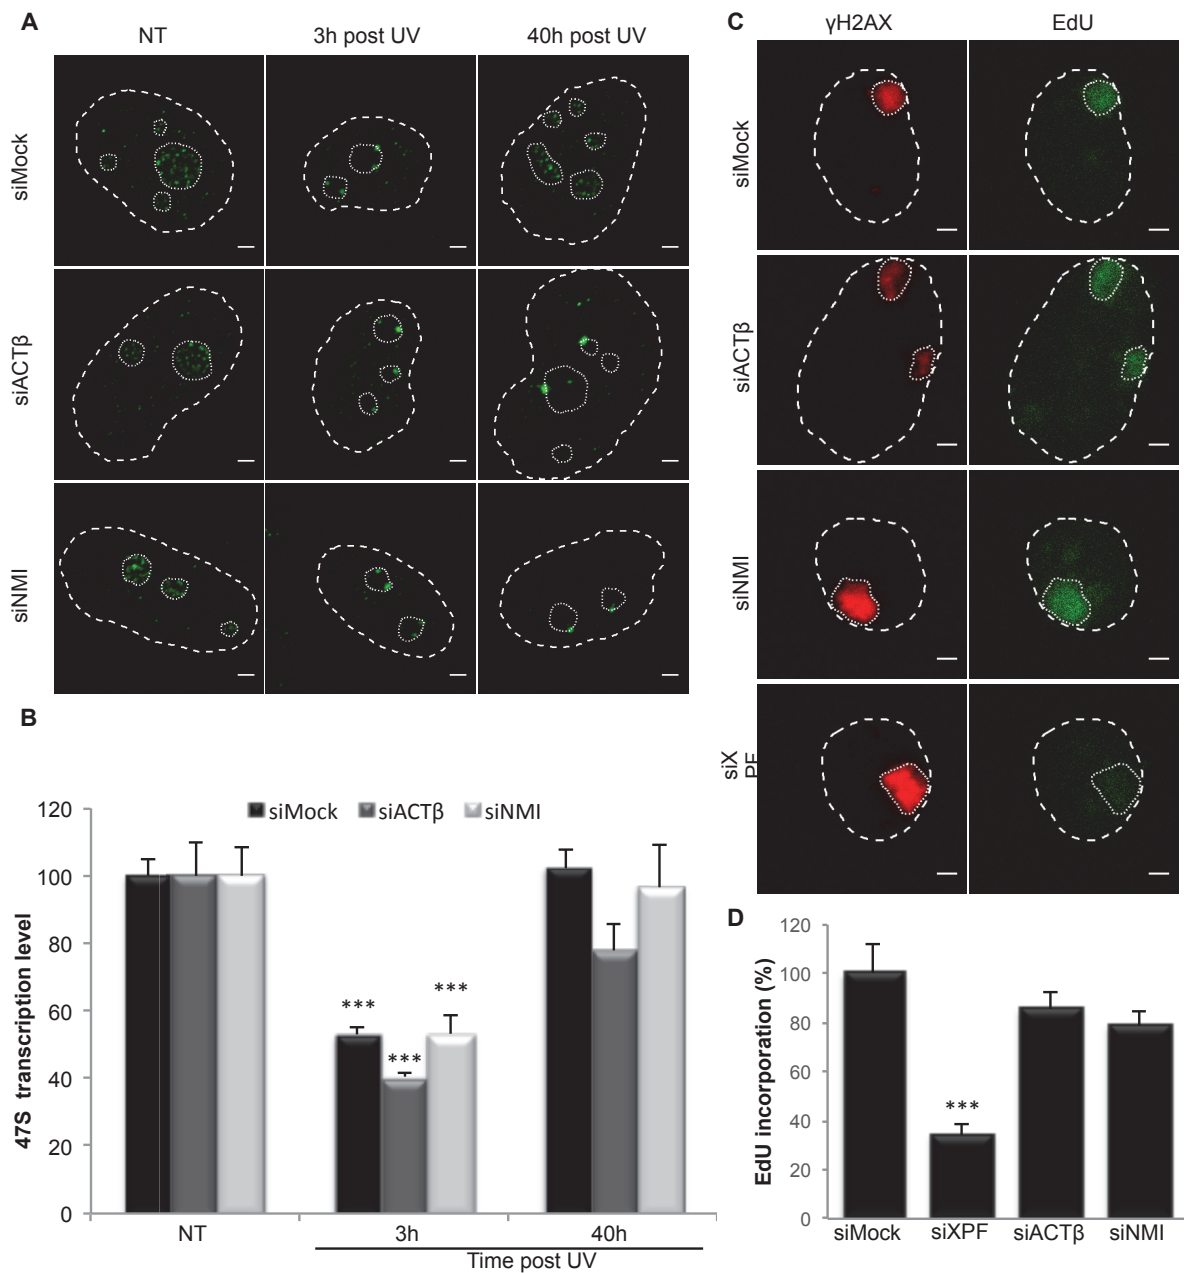 A
NT 3h post UV 40h post UV
siMock
siACTβ
siNMI
B
siMock siACTβ siNMI
47S transcription level
120
100
80
60
40
20
0
*** *** ***
NT 3h 40h
Time post UV
C
γH2AX EdU
siMock
siACTβ
siNMI
siX
PF
D
EdU incorporation (%)
120
100
80
60
40
20
0
***
siMock siXPF siACTβ siNMI